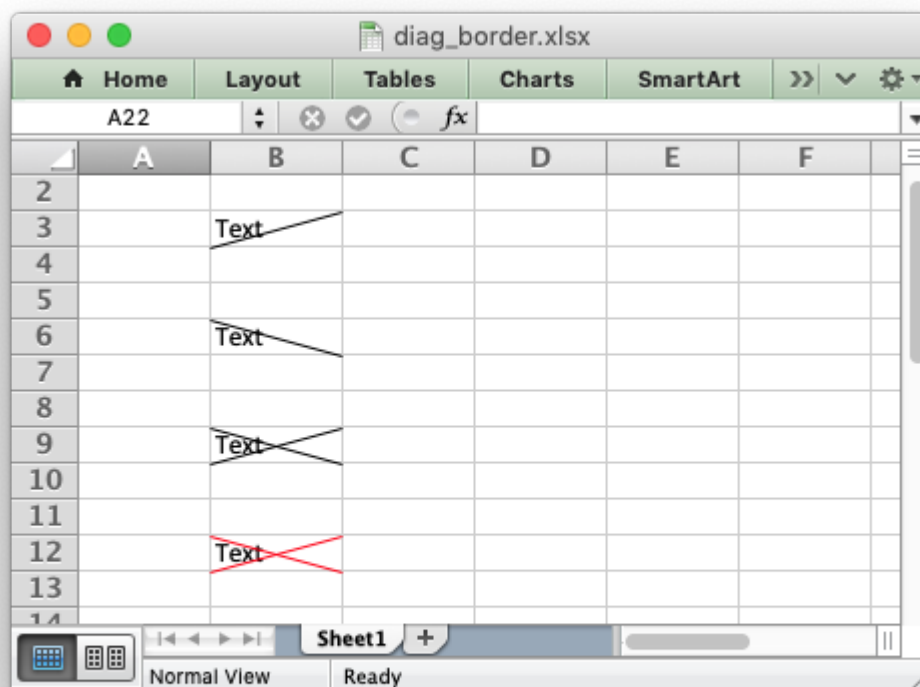 diag_border.xlsx
Home Layout Tables Charts SmartArt
A22 fx
A B C D E F
2
3 Text
4
5
6 Text
7
8
9 Text
10
11
12 Text
13
14
Sheet1 +
Normal View Ready